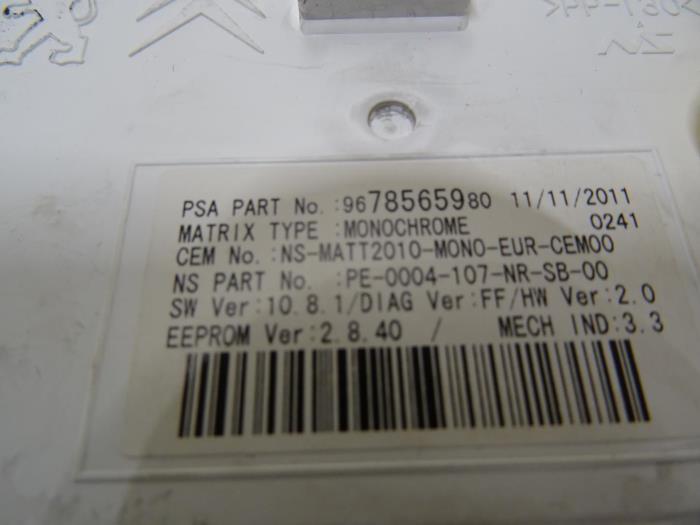 >PP-T30<
PSA PART No. :9678565980 11/11/2011
MATRIX TYPE :MONOCHROME 0241
CEM No. :NS-MATT2010-MONO-EUR-CEM00
NS PART No. :PE-0004-107-NR-SB-00
SW Ver:10.8.1/DIAG Ver:FF/HW Ver:2.0
EEPROM Ver:2.8.40 / MECH IND:3.3